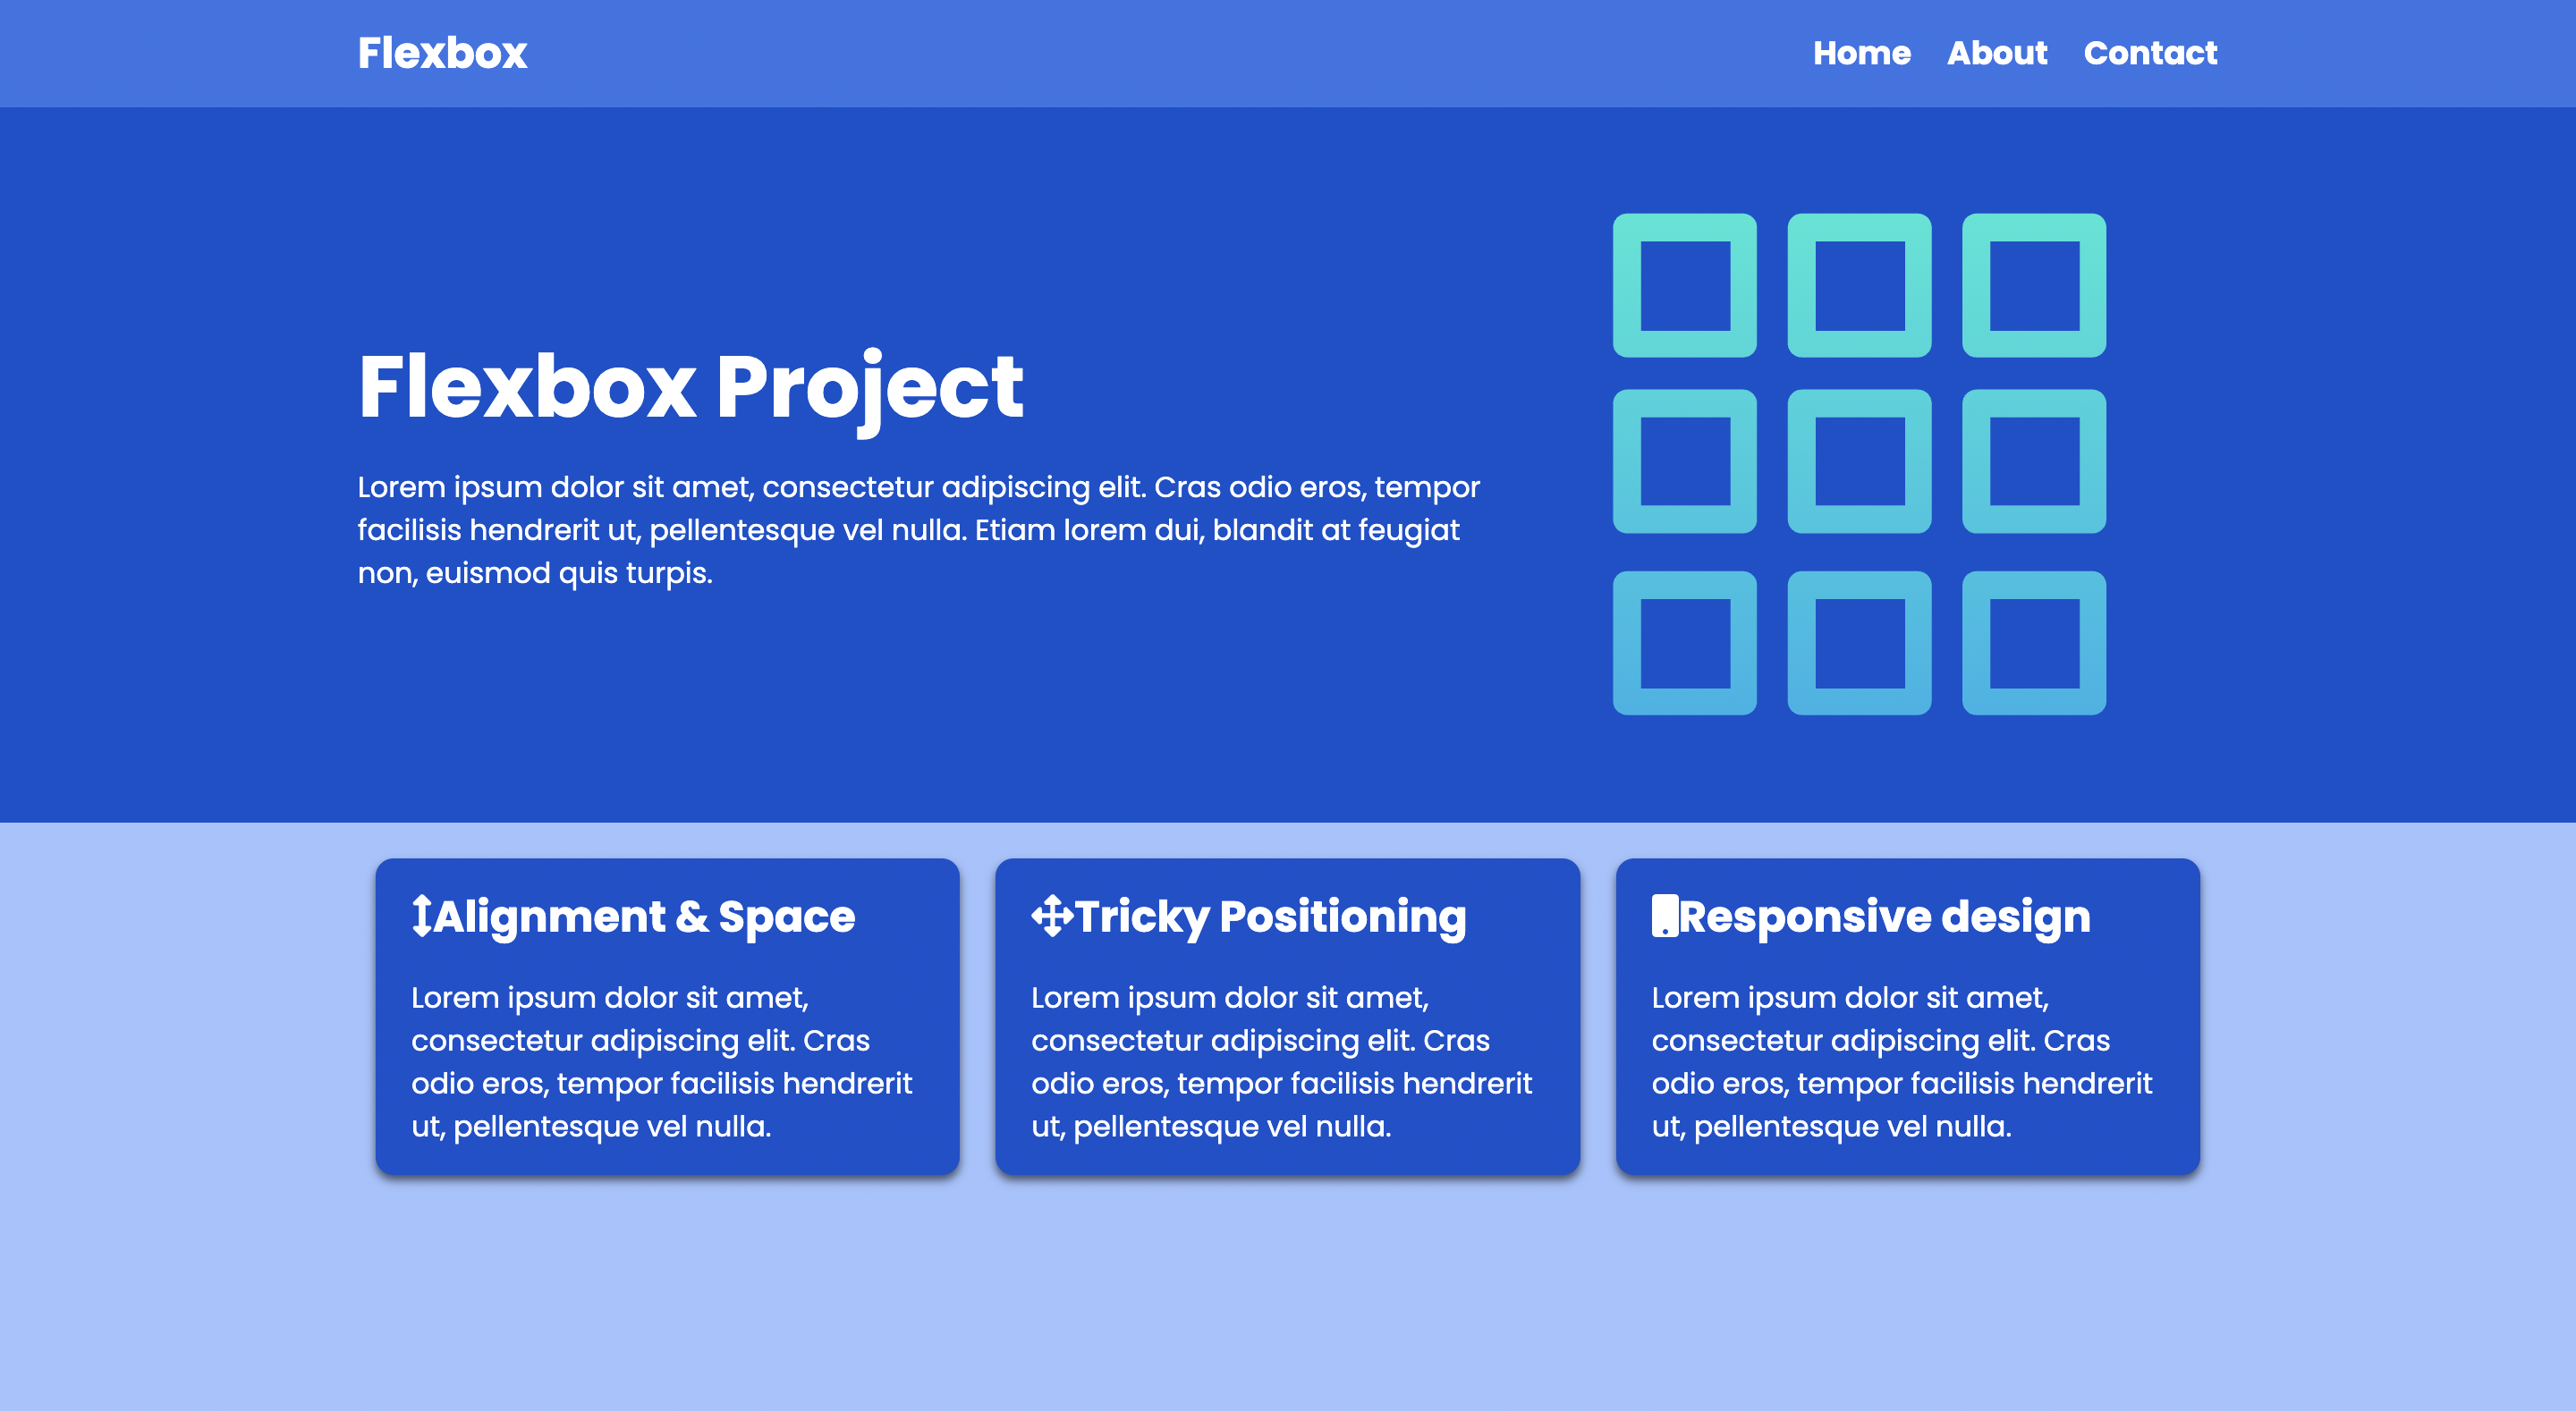 Flexbox
Home About Contact
Flexbox Project
Lorem ipsum dolor sit amet, consectetur adipiscing elit. Cras odio eros, tempor
facilisis hendrerit ut, pellentesque vel nulla. Etiam lorem dui, blandit at feugiat
non, euismod quis turpis.
Alignment & Space
Lorem ipsum dolor sit amet,
consectetur adipiscing elit. Cras
odio eros, tempor facilisis hendrerit
ut, pellentesque vel nulla.
Tricky Positioning
Lorem ipsum dolor sit amet,
consectetur adipiscing elit. Cras
odio eros, tempor facilisis hendrerit
ut, pellentesque vel nulla.
Responsive design
Lorem ipsum dolor sit amet,
consectetur adipiscing elit. Cras
odio eros, tempor facilisis hendrerit
ut, pellentesque vel nulla.